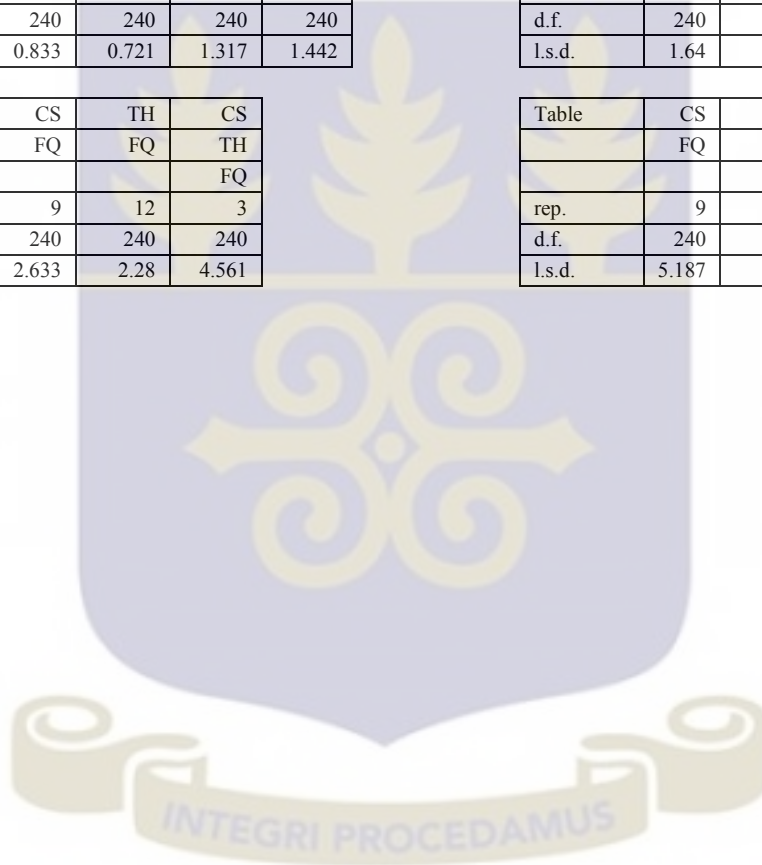 240 240 240 240
0.833 0.721 1.317 1.442
d.f. 240
l.s.d. 1.64
CS TH CS
FQ FQ TH
FQ
9 12 3
240 240 240
2.633 2.28 4.561
Table CS
FQ
rep. 9
d.f. 240
l.s.d. 5.187
INTEGRI PROCEDAMUS